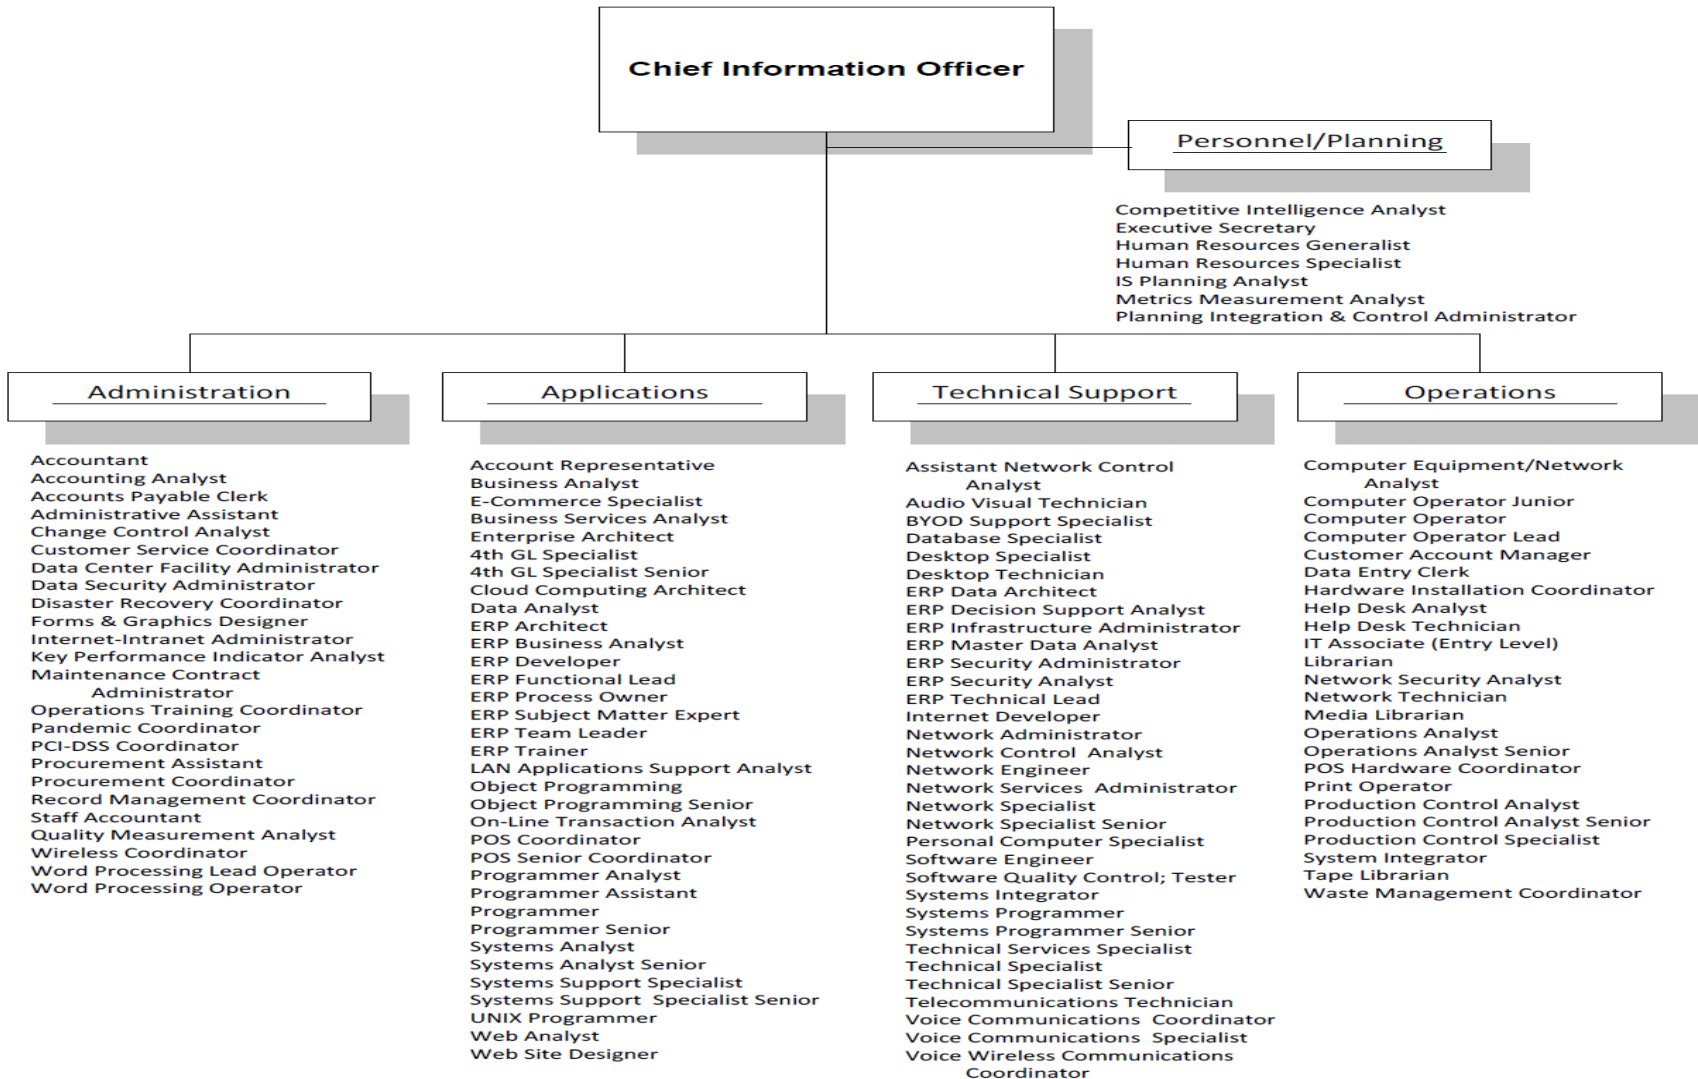 Chief Information Officer
Personnel/Planning
Competitive Intelligence Analyst
Executive Secretary
Human Resources Generalist
Human Resources Specialist
IS Planning Analyst
Metrics Measurement Analyst
Planning Integration & Control Administrator
Administration
Accountant
Accounting Analyst
Accounts Payable Clerk
Administrative Assistant
Change Control Analyst
Customer Service Coordinator
Data Center Facility Administrator
Data Security Administrator
Disaster Recovery Coordinator
Forms & Graphics Designer
Internet-Intranet Administrator
Key Performance Indicator Analyst
Maintenance Contract
Administrator
Operations Training Coordinator
Pandemic Coordinator
PCI-DSS Coordinator
Procurement Assistant
Procurement Coordinator
Record Management Coordinator
Staff Accountant
Quality Measurement Analyst
Wireless Coordinator
Word Processing Lead Operator
Word Processing Operator
Applications
Account Representative
Business Analyst
E-Commerce Specialist
Business Services Analyst
Enterprise Architect
4th GL Specialist
4th GL Specialist Senior
Cloud Computing Architect
Data Analyst
ERP Architect
ERP Business Analyst
ERP Developer
ERP Functional Lead
ERP Process Owner
ERP Subject Matter Expert
ERP Team Leader
ERP Trainer
LAN Applications Support Analyst
Object Programming
Object Programming Senior
On-Line Transaction Analyst
POS Coordinator
POS Senior Coordinator
Programmer Analyst
Programmer Assistant
Programmer
Programmer Senior
Systems Analyst
Systems Analyst Senior
Systems Support Specialist
Systems Support Specialist Senior
UNIX Programmer
Web Analyst
Web Site Designer
Technical Support
Assistant Network Control
Analyst
Audio Visual Technician
BYOD Support Specialist
Database Specialist
Desktop Specialist
Desktop Technician
ERP Data Architect
ERP Decision Support Analyst
ERP Infrastructure Administrator
ERP Master Data Analyst
ERP Security Administrator
ERP Security Analyst
ERP Technical Lead
Internet Developer
Network Administrator
Network Control Analyst
Network Engineer
Network Services Administrator
Network Specialist
Network Specialist Senior
Personal Computer Specialist
Software Engineer
Software Quality Control; Tester
Systems Integrator
Systems Programmer
Systems Programmer Senior
Technical Services Specialist
Technical Specialist
Technical Specialist Senior
Telecommunications Technician
Voice Communications Coordinator
Voice Communications Specialist
Voice Wireless Communications
Coordinator
Operations
Computer Equipment/Network
Analyst
Computer Operator Junior
Computer Operator
Computer Operator Lead
Customer Account Manager
Data Entry Clerk
Hardware Installation Coordinator
Help Desk Analyst
Help Desk Technician
IT Associate (Entry Level)
Librarian
Network Security Analyst
Network Technician
Media Librarian
Operations Analyst
Operations Analyst Senior
POS Hardware Coordinator
Print Operator
Production Control Analyst
Production Control Analyst Senior
Production Control Specialist
System Integrator
Tape Librarian
Waste Management Coordinator